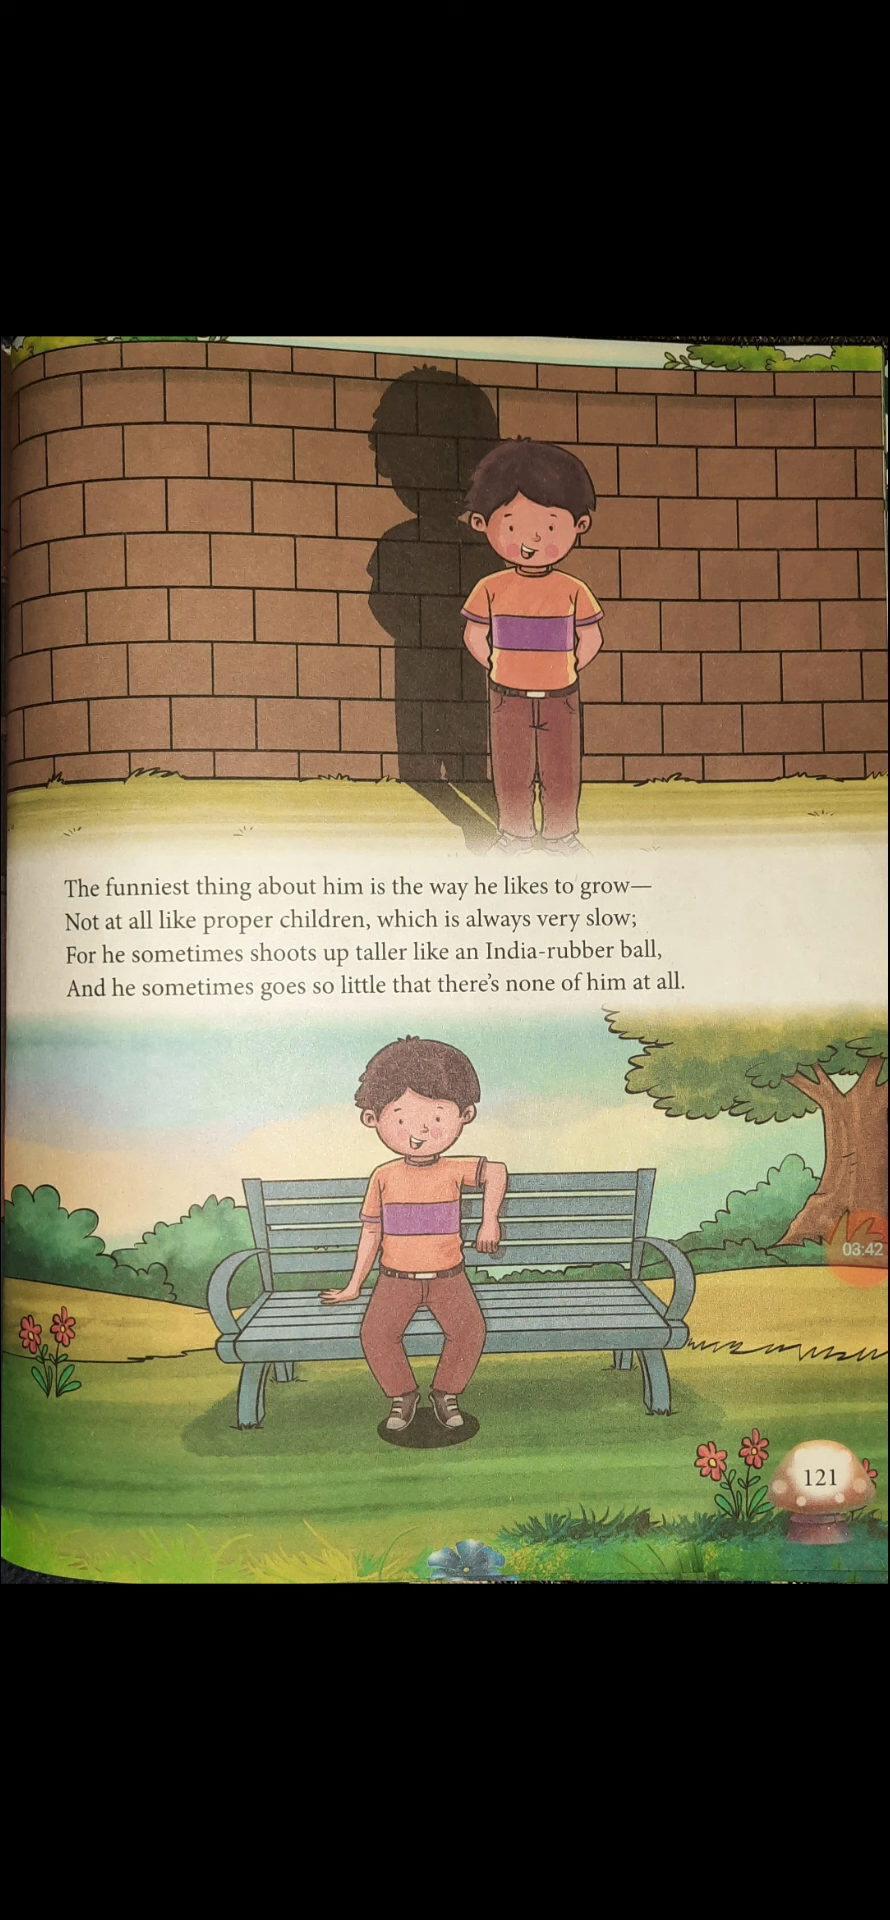 The funniest thing about him is the way he likes to grow—
Not at all like proper children, which is always very slow;
For he sometimes shoots up taller like an India-rubber ball,
And he sometimes goes so little that there's none of him at all.
03:42
121